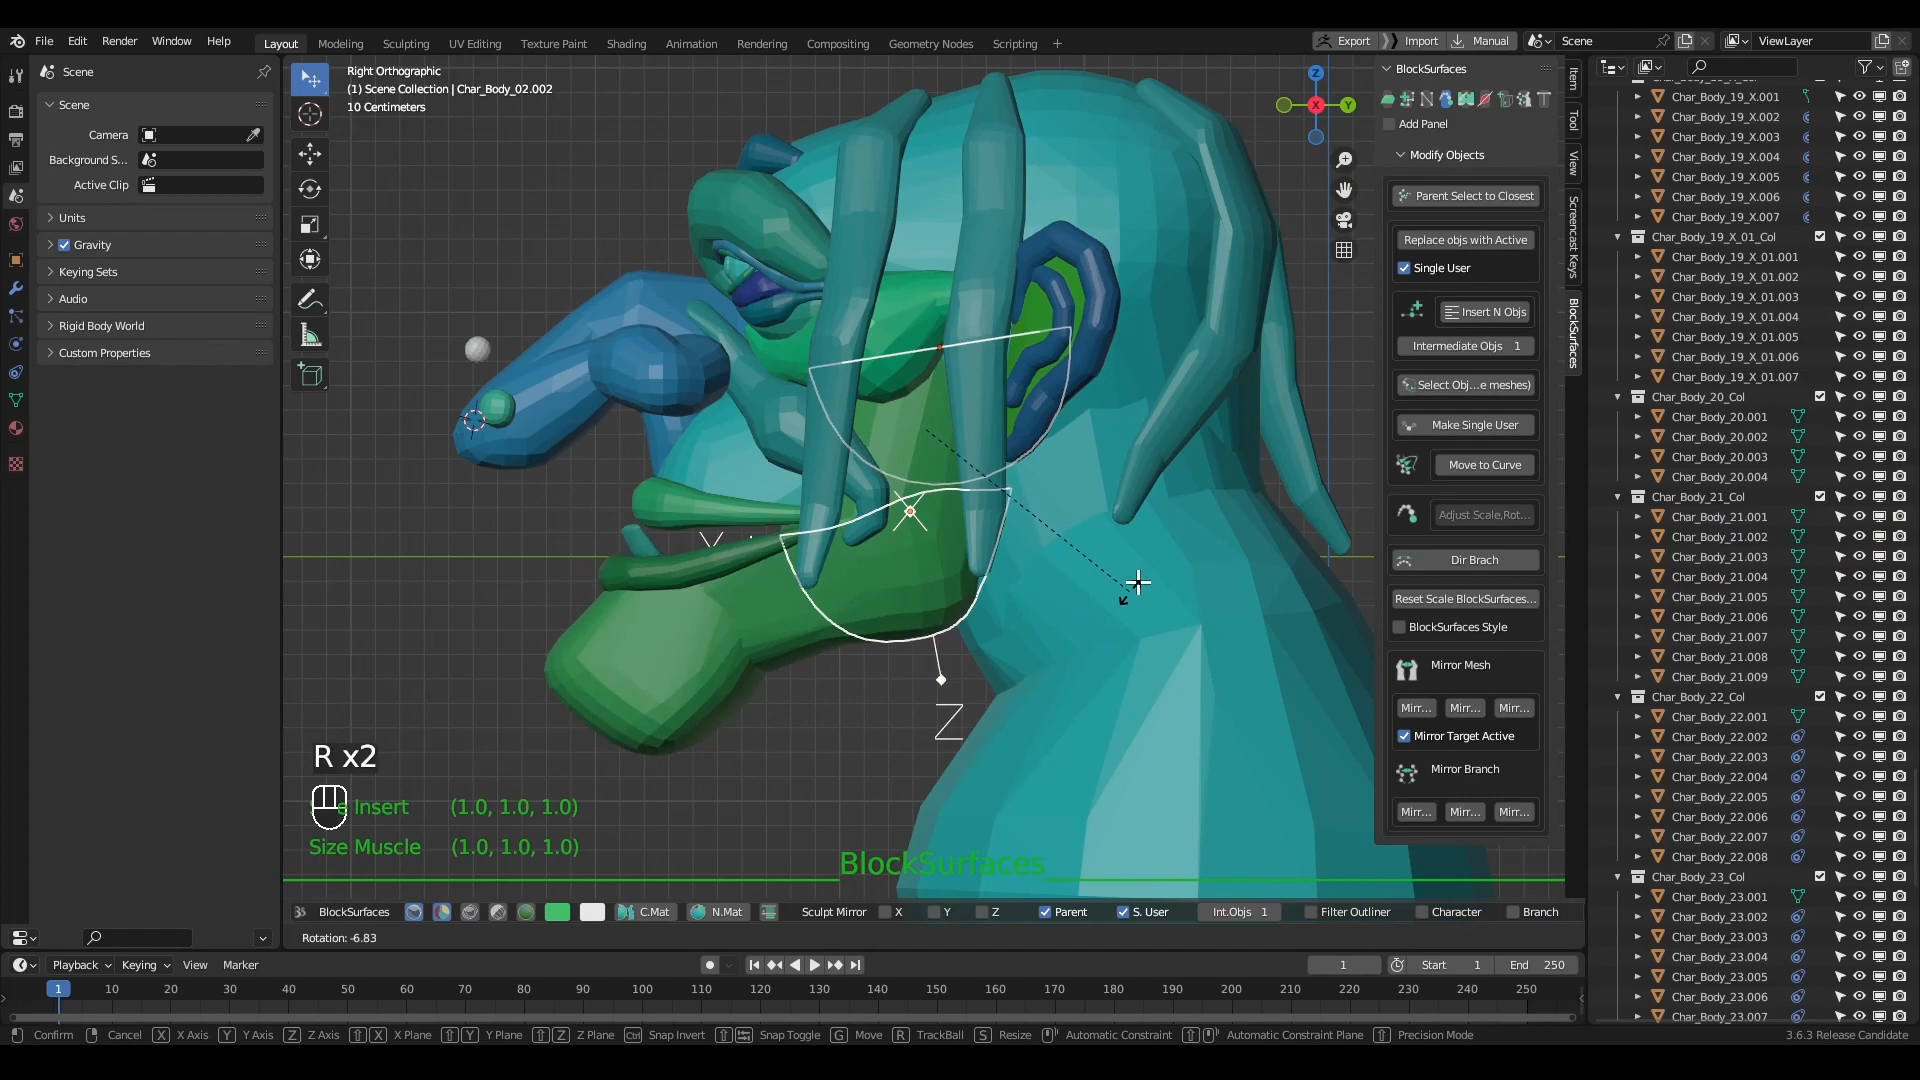 File Edit Render Window Help
Layout Modeling Sculpting UV Editing Texture Paint Shading Animation Rendering Compositing Geometry Nodes Scripting +
Export Import Manual Scene ViewLayer
Scene
Scene
Camera
Background S...
Active Clip
Units
Gravity
Keying Sets
Audio
Rigid Body World
Custom Properties
Right Orthographic
(1) Scene Collection | Char_Body_02.002
10 Centimeters
Z
X
Y
Z
R x2
Insert (1.0, 1.0, 1.0)
Size Muscle (1.0, 1.0, 1.0)
BlockSurfaces
BlockSurfaces
Add Panel
Modify Objects
Parent Select to Closest
Replace objs with Active
Single User
Insert N Objs
Intermediate Objs 1
Select Obj...e meshes)
Make Single User
Move to Curve
Adjust Scale,Rot...
Dir Brach
Reset Scale BlockSurfaces...
BlockSurfaces Style
Mirror Mesh
Mirr... Mirr... Mirr...
Mirror Target Active
Mirror Branch
Mirr... Mirr... Mirr...
Item
Tool
View
Screencast Keys
BlockSurfaces
Char_Body_19_X.001
Char_Body_19_X.002
Char_Body_19_X.003
Char_Body_19_X.004
Char_Body_19_X.005
Char_Body_19_X.006
Char_Body_19_X.007
Char_Body_19_X_01_Col
Char_Body_19_X_01.001
Char_Body_19_X_01.002
Char_Body_19_X_01.003
Char_Body_19_X_01.004
Char_Body_19_X_01.005
Char_Body_19_X_01.006
Char_Body_19_X_01.007
Char_Body_20_Col
Char_Body_20.001
Char_Body_20.002
Char_Body_20.003
Char_Body_20.004
Char_Body_21_Col
Char_Body_21.001
Char_Body_21.002
Char_Body_21.003
Char_Body_21.004
Char_Body_21.005
Char_Body_21.006
Char_Body_21.007
Char_Body_21.008
Char_Body_21.009
Char_Body_22_Col
Char_Body_22.001
Char_Body_22.002
Char_Body_22.003
Char_Body_22.004
Char_Body_22.005
Char_Body_22.006
Char_Body_22.007
Char_Body_22.008
Char_Body_23_Col
Char_Body_23.001
Char_Body_23.002
Char_Body_23.003
Char_Body_23.004
Char_Body_23.005
Char_Body_23.006
Char_Body_23.007
BlockSurfaces C.Mat N.Mat Sculpt Mirror X Y Z Parent S. User Int.Objs 1 Filter Outliner Character Branch
Rotation: -6.83
Playback Keying View Marker 1 Start 1 End 250
1 10 20 30 40 50 60 70 80 90 100 110 120 130 140 150 160 170 180 190 200 210 220 230 240 250
Confirm Cancel X X Axis Y Y Axis Z Z Axis X X Plane Y Y Plane Z Z Plane Ctrl Snap Invert Snap Toggle G Move R TrackBall S Resize Automatic Constraint Automatic Constraint Plane Precision Mode 3.6.3 Release Candidate